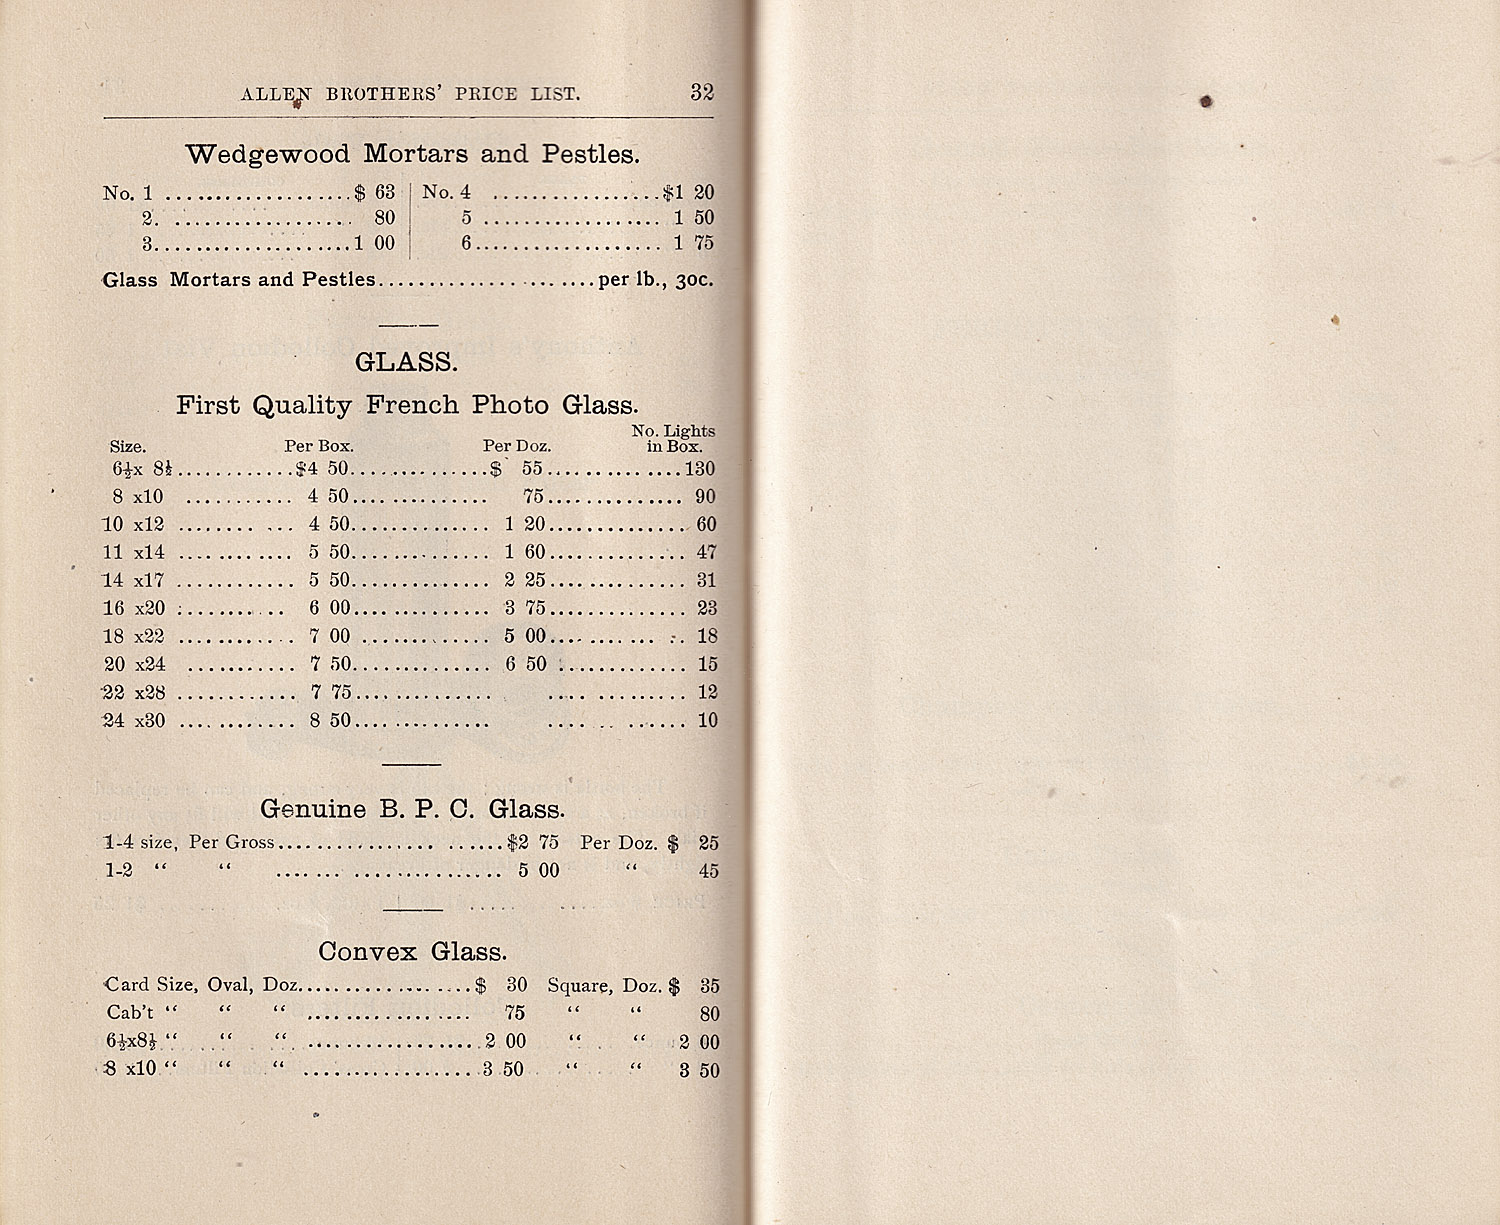 ALLEN BROTHERS' PRICE LIST. 32
Wedgewood Mortars and Pestles.
No. 1 ....................$ 63 | No. 4 ..................$1 20
2. ................... 80 | 5 .................... 1 50
3.....................1 00 | 6..................... 1 75
Glass Mortars and Pestles..........................per lb., 30c.
GLASS.
First Quality French Photo Glass.
Size. Per Box. Per Doz. No. Lights in Box.
6½x 8½............$4 50..............$ 55..............130
8 x10 ........... 4 50.............. 75.............. 90
10 x12 ............ 4 50.............. 1 20.............. 60
11 x14 ............ 5 50.............. 1 60.............. 47
14 x17 ............ 5 50.............. 2 25.............. 31
16 x20 ........... 6 00.............. 3 75.............. 23
18 x22 ............ 7 00 ............. 5 00.............. 18
20 x24 ........... 7 50.............. 6 50 ............. 15
22 x28 ............ 7 75.............. .............. 12
24 x30 ............ 8 50.............. .............. 10
Genuine B. P. C. Glass.
1-4 size, Per Gross......................$2 75 Per Doz. $ 25
1-2 “ “ ...................... 5 00 “ 45
Convex Glass.
Card Size, Oval, Doz..................$ 30 Square, Doz. $ 35
Cab't “ “ “ ................. 75 “ “ 80
6½x8½ “ “ “ ..................2 00 “ “ 2 00
8 x10 “ “ “ ..................3 50 “ “ 3 50